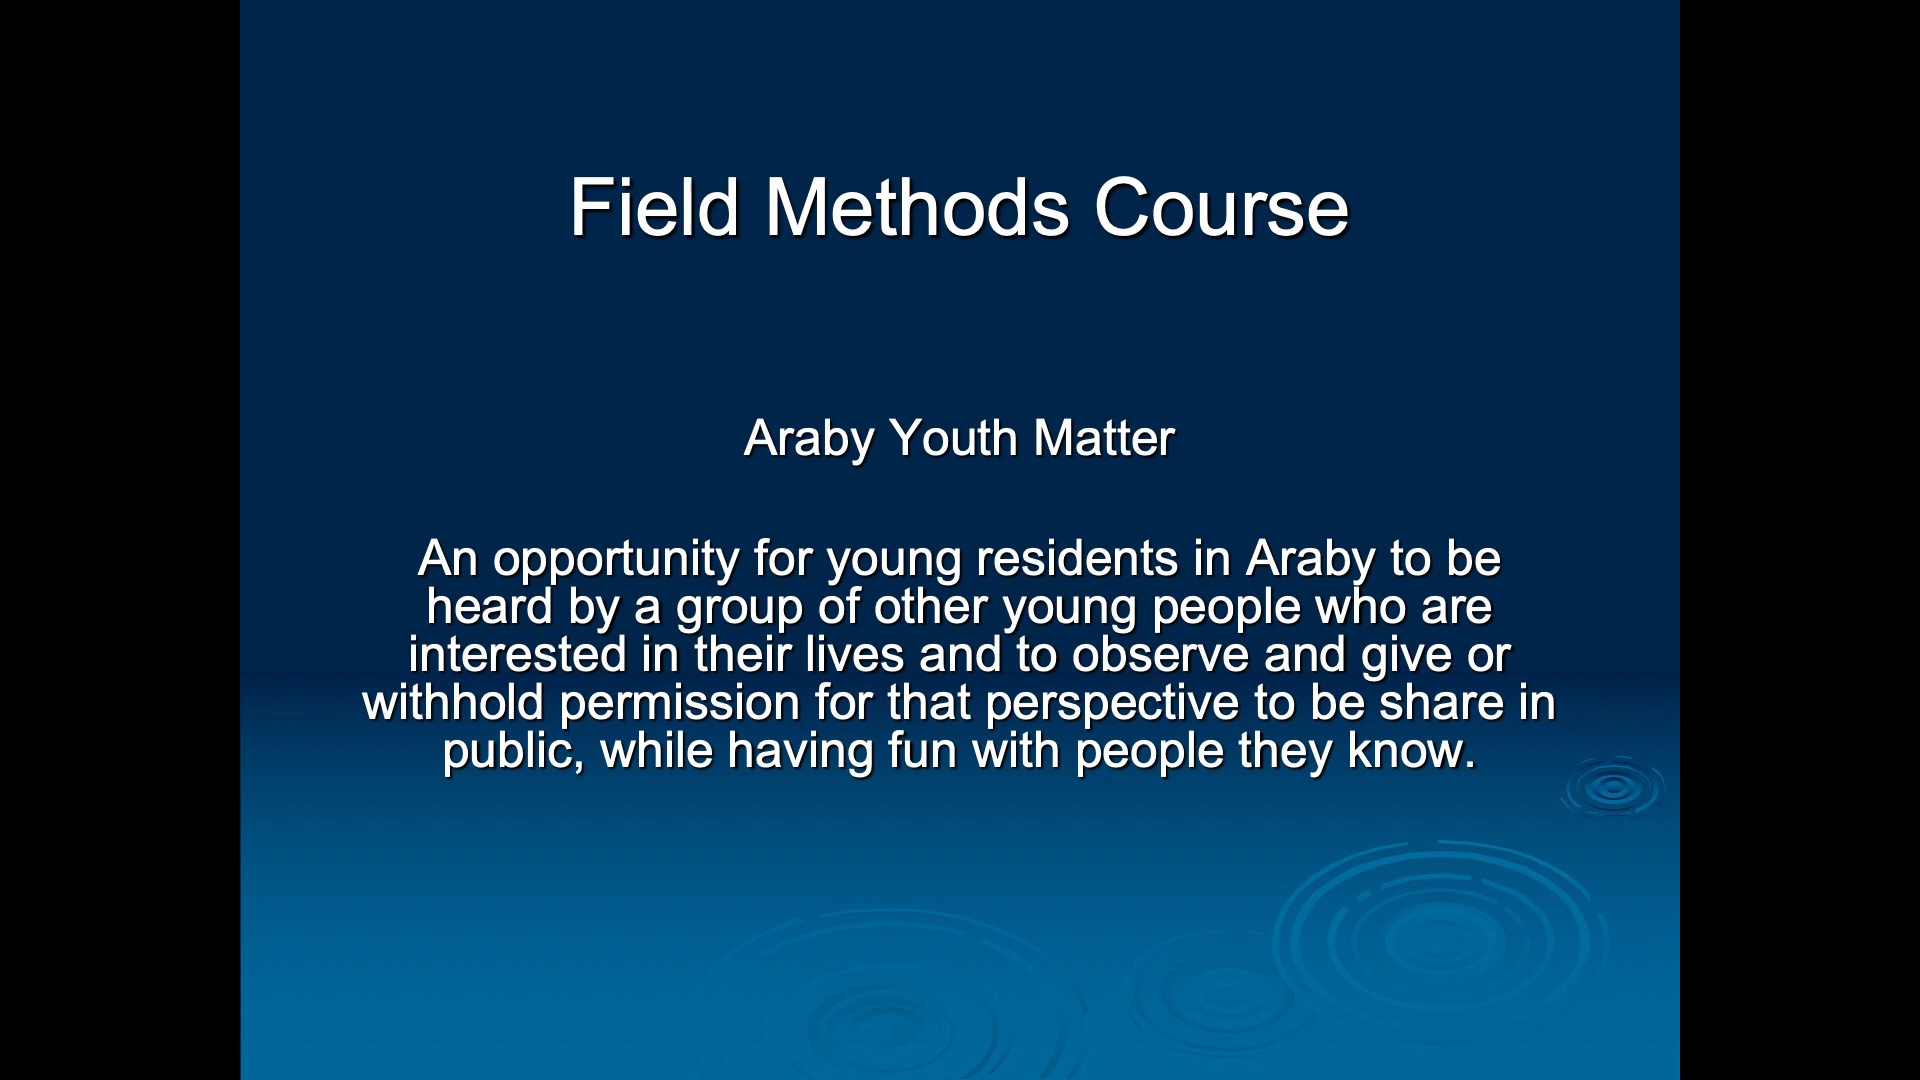 Field Methods Course
Araby Youth Matter
An opportunity for young residents in Araby to be
heard by a group of other young people who are
interested in their lives and to observe and give or
withhold permission for that perspective to be share in
public, while having fun with people they know.